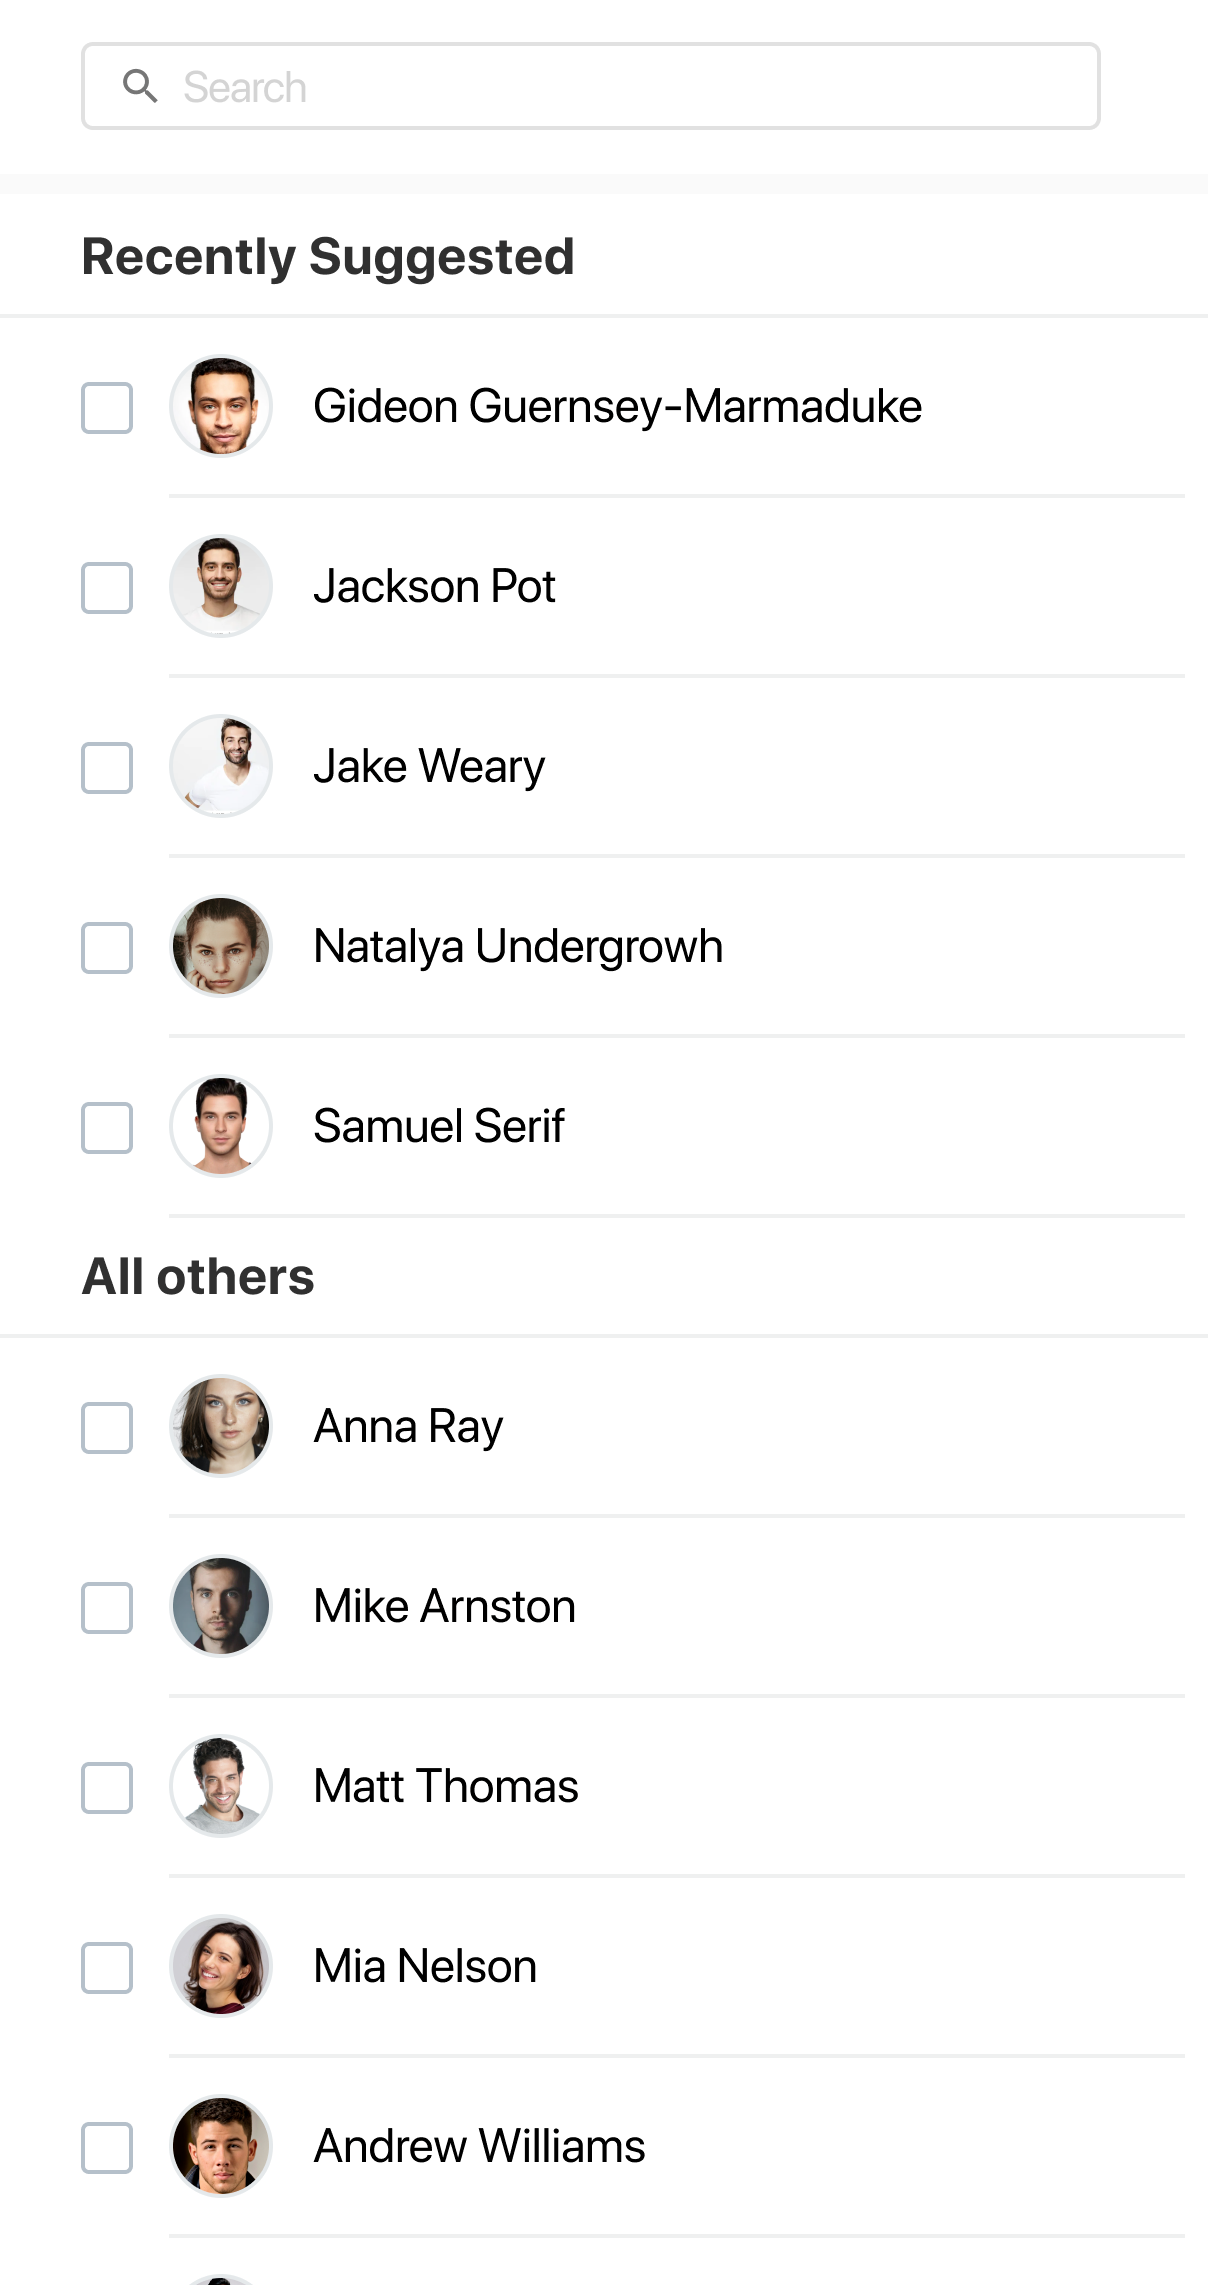 Search
Recently Suggested
Gideon Guernsey-Marmaduke
Jackson Pot
Jake Weary
Natalya Undergrowh
Samuel Serif
All others
Anna Ray
Mike Arnston
Matt Thomas
Mia Nelson
Andrew Williams